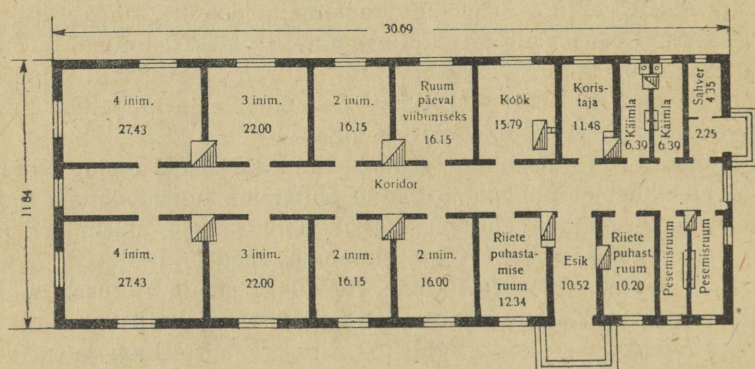 30.69
11.84
4 inim.
27.43
3 inim.
22.00
2 inim.
16.15
Ruum
päeval
viibimiseks
16.15
Köök
15.79
Koris-
taja
11.48
Käimla
6.39
Käimla
6.39
Sahver
4.35
2.25
Koridor
4 inim.
27.43
3 inim.
22.00
2 inim.
16.15
2 inim.
16.00
Riiete
puhasta-
mise
ruum
12.34
Esik
10.52
Riiete
puhast.
ruum
10.20
Pesemisruum
Pesemisruum